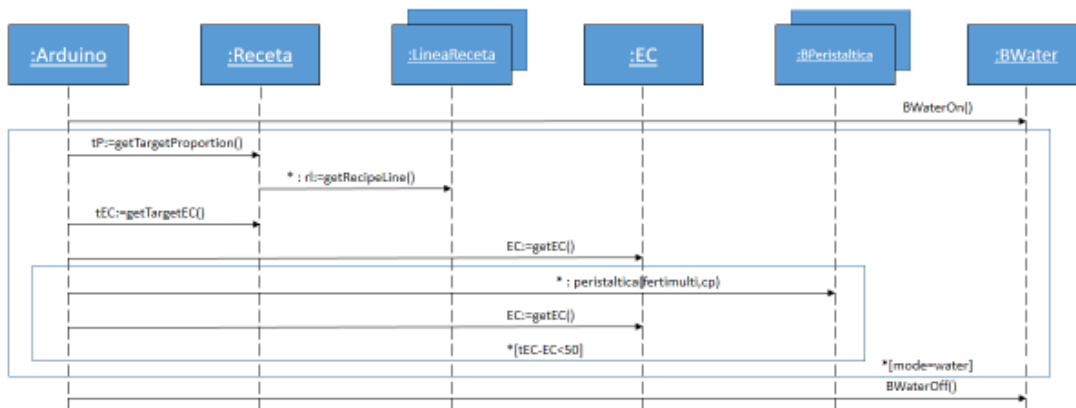 :Arduino
:Receta
:LineaReceta
:EC
:BPeristaltica
:BWater
BWaterOn()
tP:=getTargetProportion()
* : rl:=getRecipeLine()
tEC:=getTargetEC()
EC:=getEC()
* : peristaltica(fertimulti,cp)
EC:=getEC()
*[tEC-EC<50]
*[mode=water]
BWaterOff()